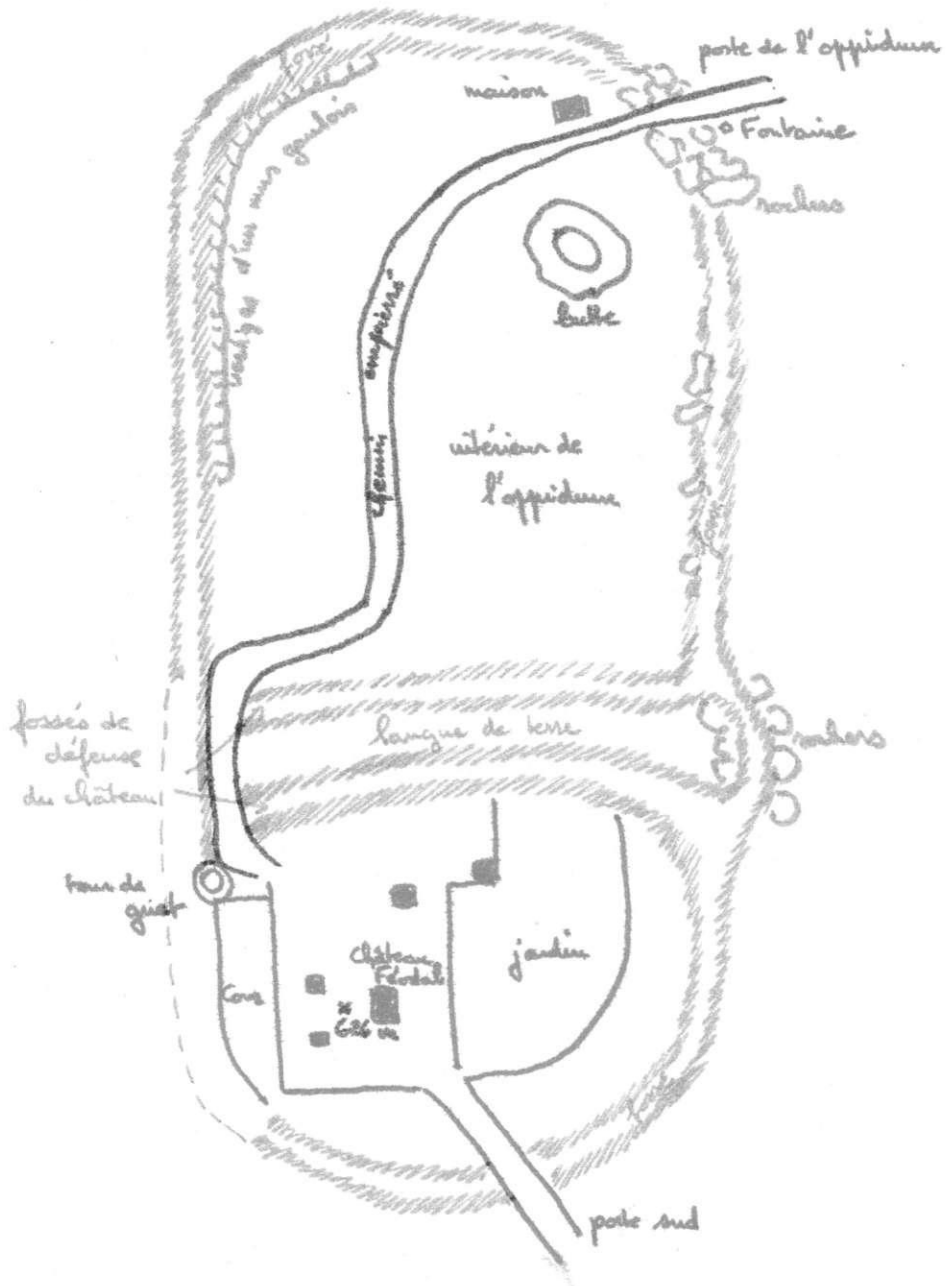 porte de l'oppidum
fossé
maison
Fontaine
rochers
vestiges d'un mur gaulois
butte
chemin empierré
intérieur de
l'oppidum
fossé
fossés de
défense
du château
langue de terre
rochers
tour de
guet
château
Féodal
jardin
Cour
626 m
fossé
porte sud